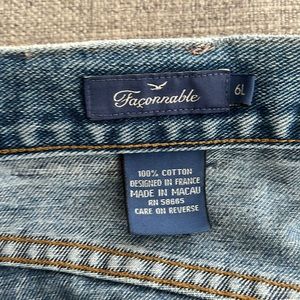 Façonnable
6L
100% COTTON
DESIGNED IN FRANCE
MADE IN MACAU
RN 58665
CARE ON REVERSE